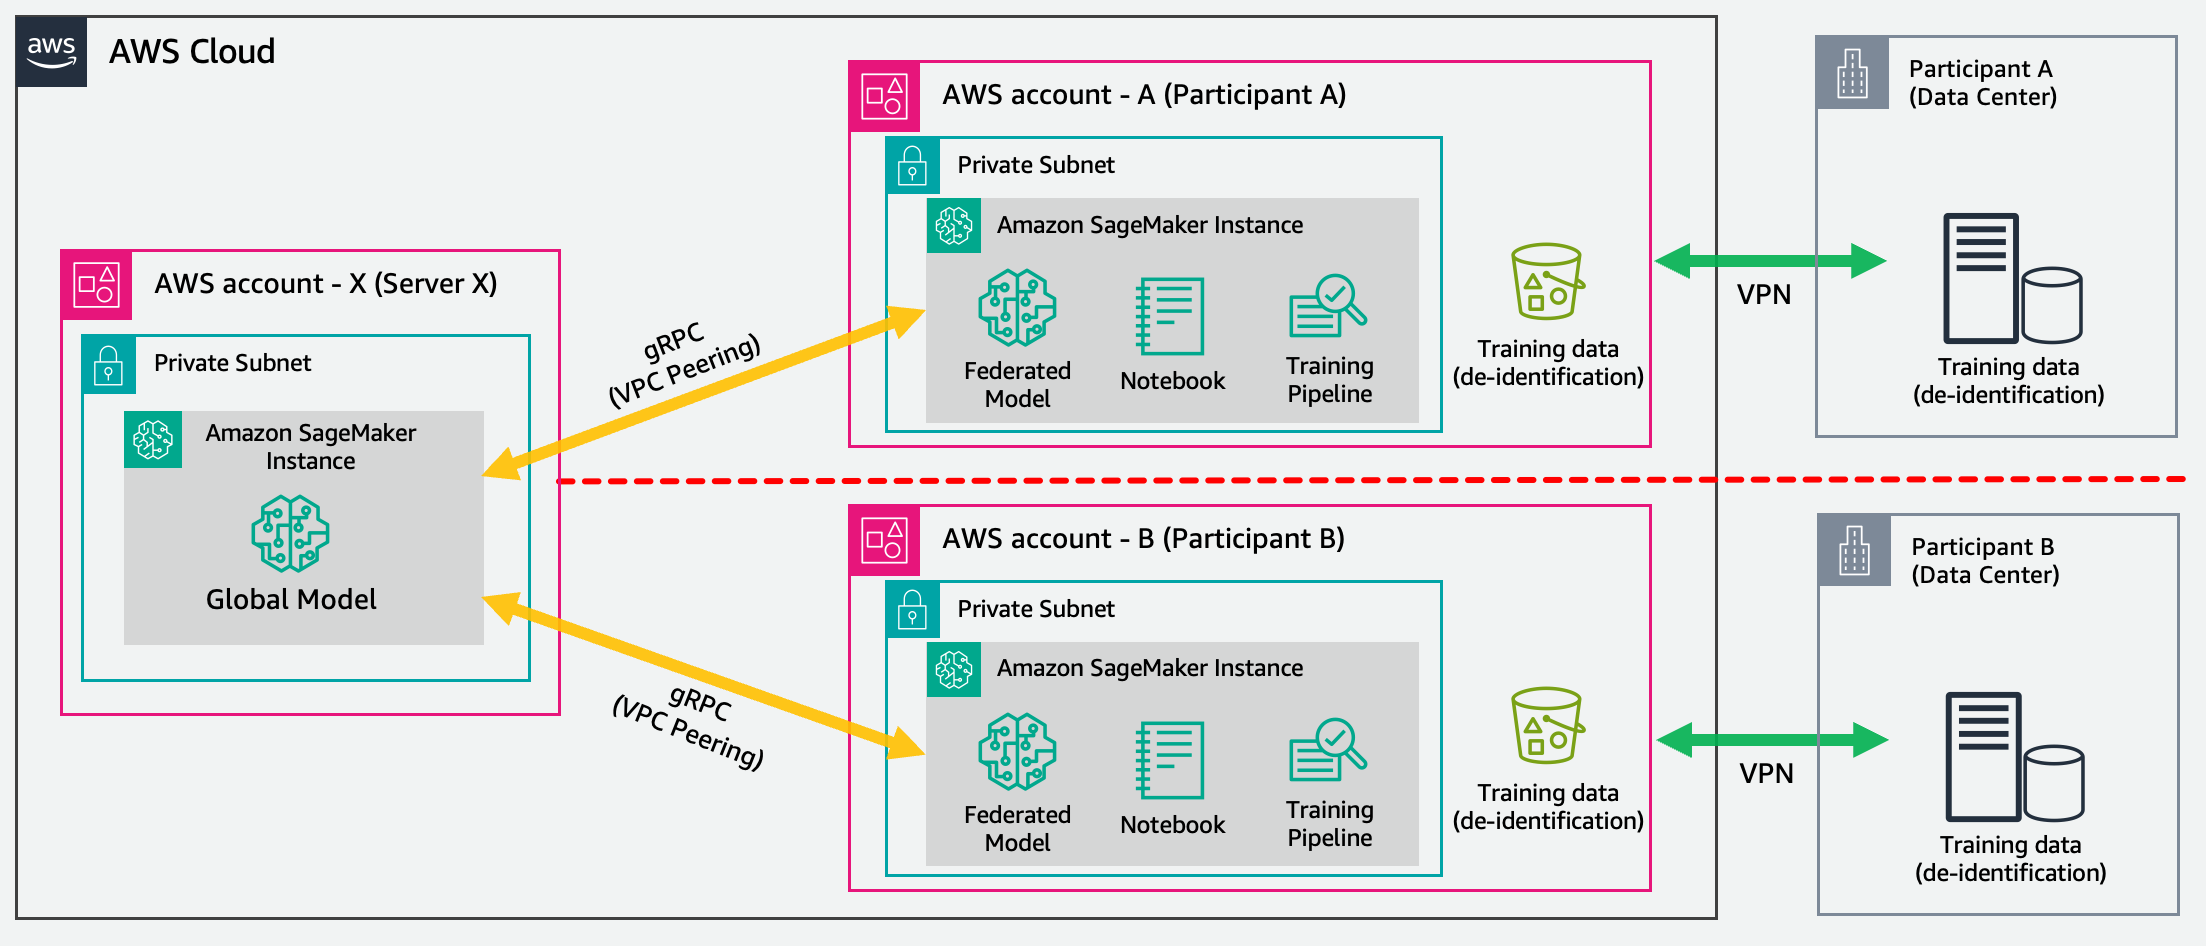 aws
AWS Cloud
AWS account - X (Server X)
Private Subnet
Amazon SageMaker
Instance
Global Model
gRPC
(VPC Peering)
gRPC
(VPC Peering)
AWS account - A (Participant A)
Private Subnet
Amazon SageMaker Instance
Federated
Model
Notebook
Training
Pipeline
Training data
(de-identification)
VPN
Participant A
(Data Center)
Training data
(de-identification)
AWS account - B (Participant B)
Private Subnet
Amazon SageMaker Instance
Federated
Model
Notebook
Training
Pipeline
Training data
(de-identification)
VPN
Participant B
(Data Center)
Training data
(de-identification)